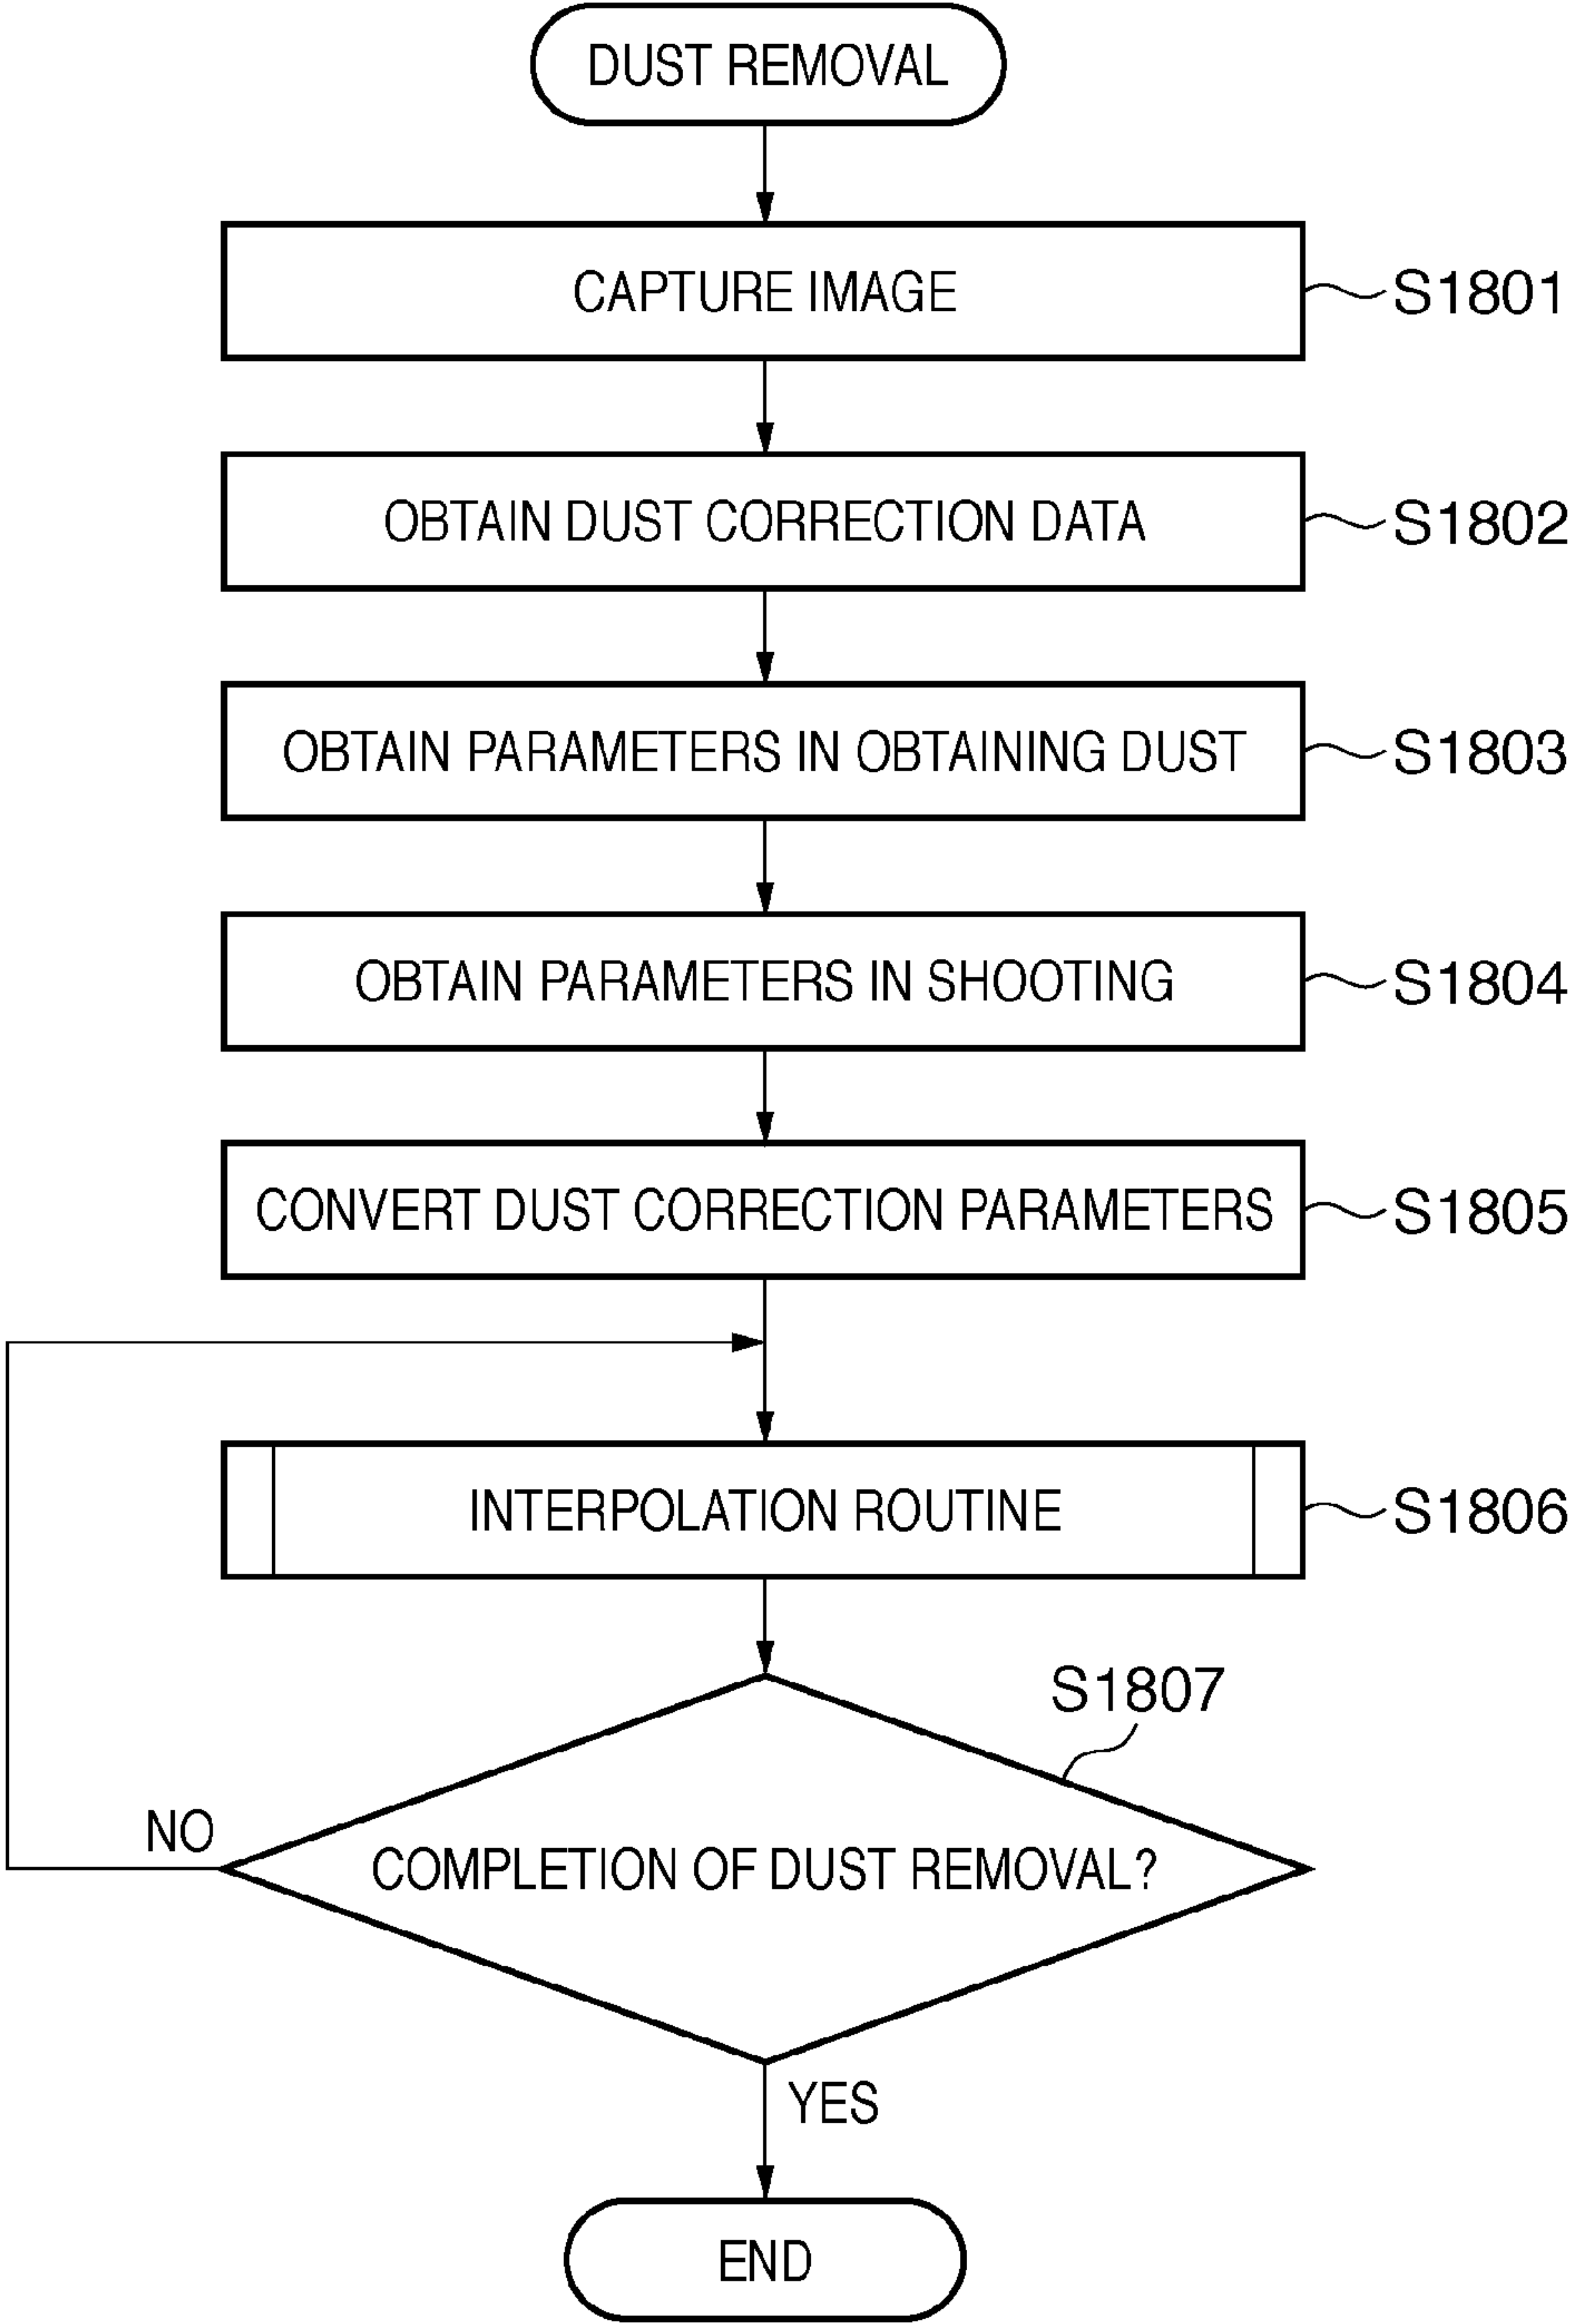 DUST REMOVAL
CAPTURE IMAGE
S1801
OBTAIN DUST CORRECTION DATA
S1802
OBTAIN PARAMETERS IN OBTAINING DUST
S1803
OBTAIN PARAMETERS IN SHOOTING
S1804
CONVERT DUST CORRECTION PARAMETERS
S1805
INTERPOLATION ROUTINE
S1806
S1807
NO
COMPLETION OF DUST REMOVAL?
YES
END